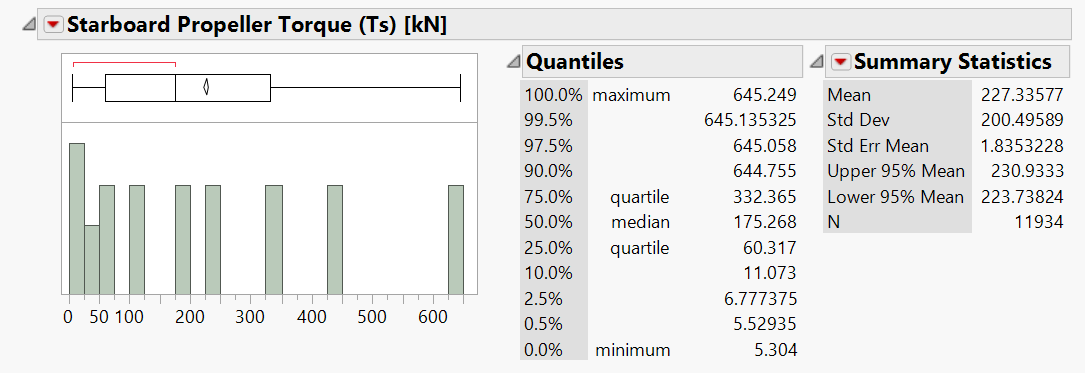 Starboard Propeller Torque (Ts) [kN]
0 50 100 200 300 400 500 600
Quantiles
100.0% maximum 645.249
99.5% 645.135325
97.5% 645.058
90.0% 644.755
75.0% quartile 332.365
50.0% median 175.268
25.0% quartile 60.317
10.0% 11.073
2.5% 6.777375
0.5% 5.52935
0.0% minimum 5.304
Summary Statistics
Mean 227.33577
Std Dev 200.49589
Std Err Mean 1.8353228
Upper 95% Mean 230.9333
Lower 95% Mean 223.73824
N 11934